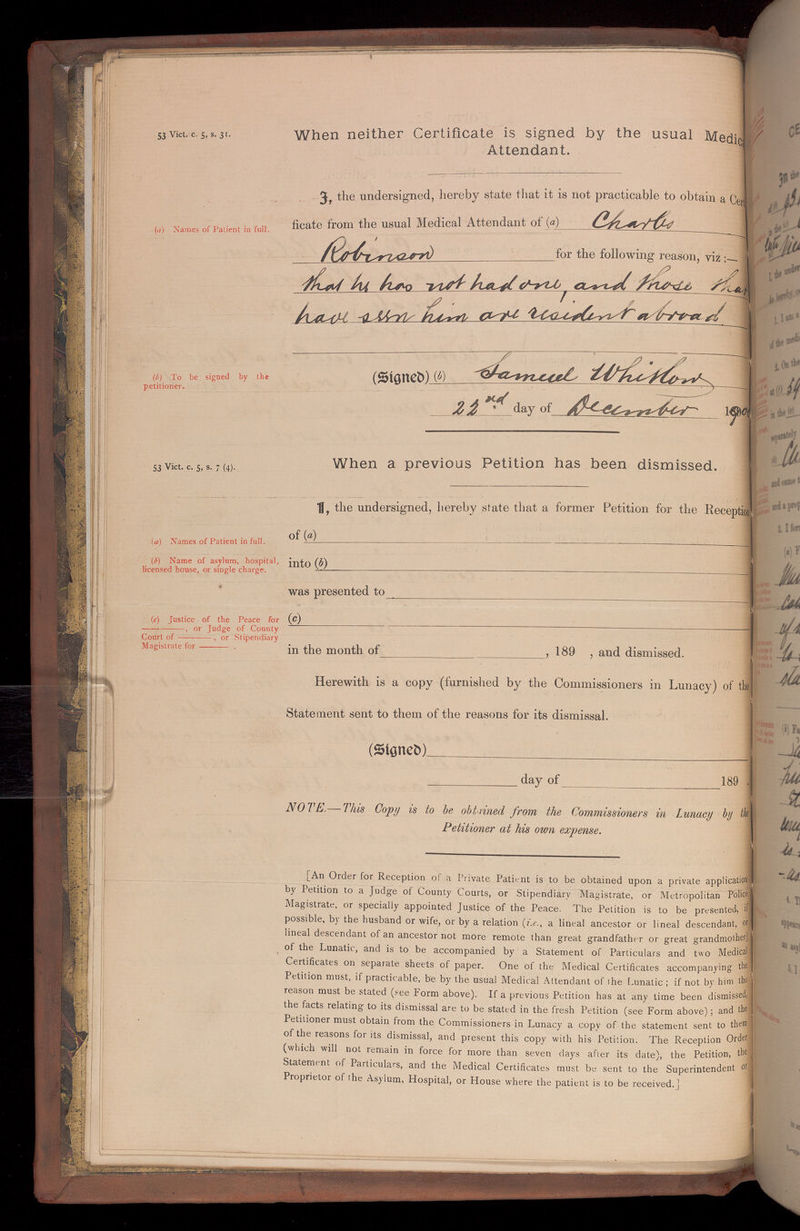 53 Vict. c. 5, s. 31.
When neither Certificate is signed by the usual Medic
Attendant.
I, the undersigned, hereby state that it is not practicable to obtain a Cer
(a) Names of Patient in full.
ficate from the usual Medical Attendant of (a) Charles
Robinson for the following reason, viz :—
that he has not had one, and those tha
have seen him are resident abroad
(b) To be signed by the
petitioner.
(Signed) (b) Samuel Whitlow
22nd day of December 190
53 Vict. c. 5, s. 7 (4).
When a previous Petition has been dismissed.
I, the undersigned, hereby state that a former Petition for the Reception
(a) Names of Patient in full.
of (a)
(b) Name of asylum, hospital,
licensed house, or single charge.
into (b)
was presented to
(c) Justice of the Peace for
———, or Judge of County
Court of ———, or Stipendiary
Magistrate for ———.
(c)
in the month of , 189 , and dismissed.
Herewith is a copy (furnished by the Commissioners in Lunacy) of the
Statement sent to them of the reasons for its dismissal.
(Signed)
day of 189
NOTE.—This Copy is to be obtained from the Commissioners in Lunacy by the
Petitioner at his own expense.
[An Order for Reception of a Private Patient is to be obtained upon a private application
by Petition to a Judge of County Courts, or Stipendiary Magistrate, or Metropolitan Police
Magistrate, or specially appointed Justice of the Peace. The Petition is to be presented, if
possible, by the husband or wife, or by a relation (i.e., a lineal ancestor or lineal descendant, or
lineal descendant of an ancestor not more remote than great grandfather or great grandmother)
of the Lunatic, and is to be accompanied by a Statement of Particulars and two Medical
Certificates on separate sheets of paper. One of the Medical Certificates accompanying the
Petition must, if practicable, be by the usual Medical Attendant of the Lunatic; if not by him the
reason must be stated (see Form above). If a previous Petition has at any time been dismissed,
the facts relating to its dismissal are to be stated in the fresh Petition (see Form above); and the
Petitioner must obtain from the Commissioners in Lunacy a copy of the statement sent to them
of the reasons for its dismissal, and present this copy with his Petition. The Reception Order
(which will not remain in force for more than seven days after its date), the Petition, the
Statement of Particulars, and the Medical Certificates must be sent to the Superintendent or
Proprietor of the Asylum, Hospital, or House where the patient is to be received.]